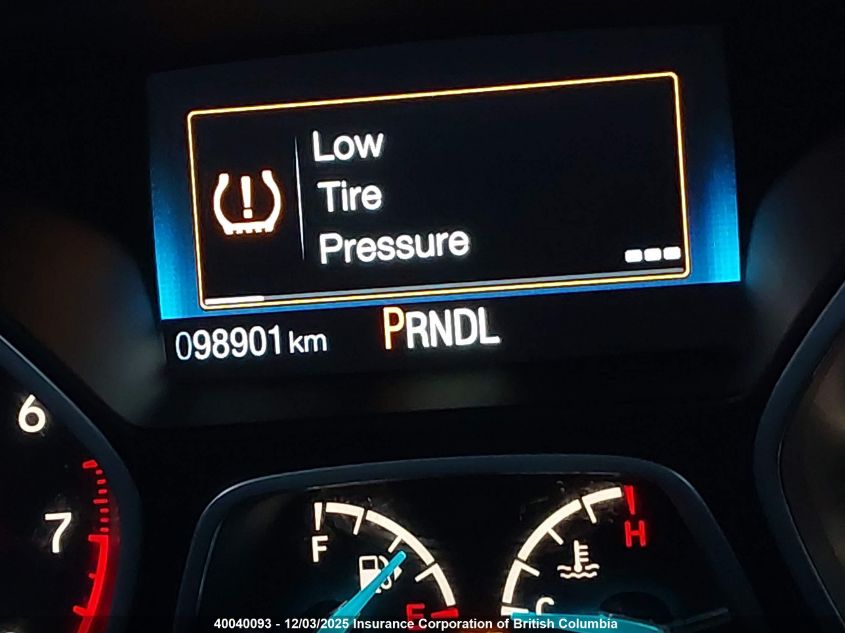 Low
Tire
Pressure
098901 km PRNDL
6
7
F
E
H
C
40040093 - 12/03/2025 Insurance Corporation of British Columbia